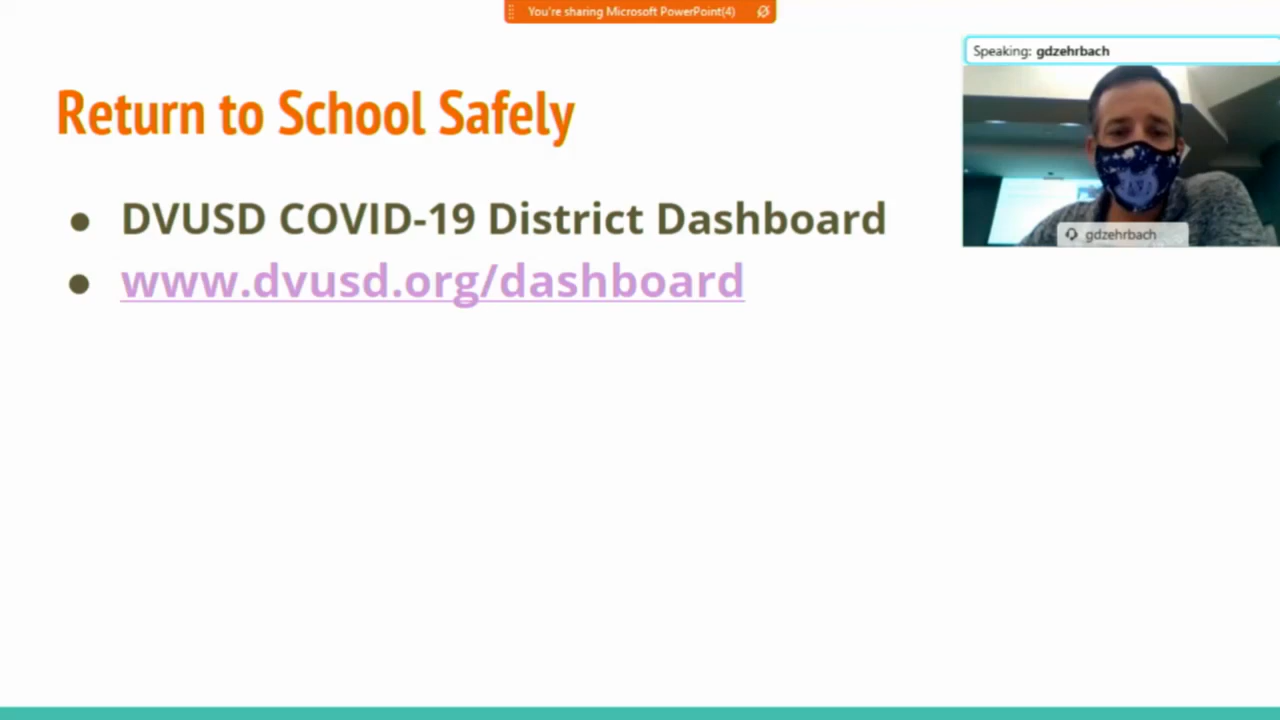 You're sharing Microsoft PowerPoint(4)
Speaking: gdzehrbach
Return to School Safely
● DVUSD COVID-19 District Dashboard
● www.dvusd.org/dashboard
gdzehrbach